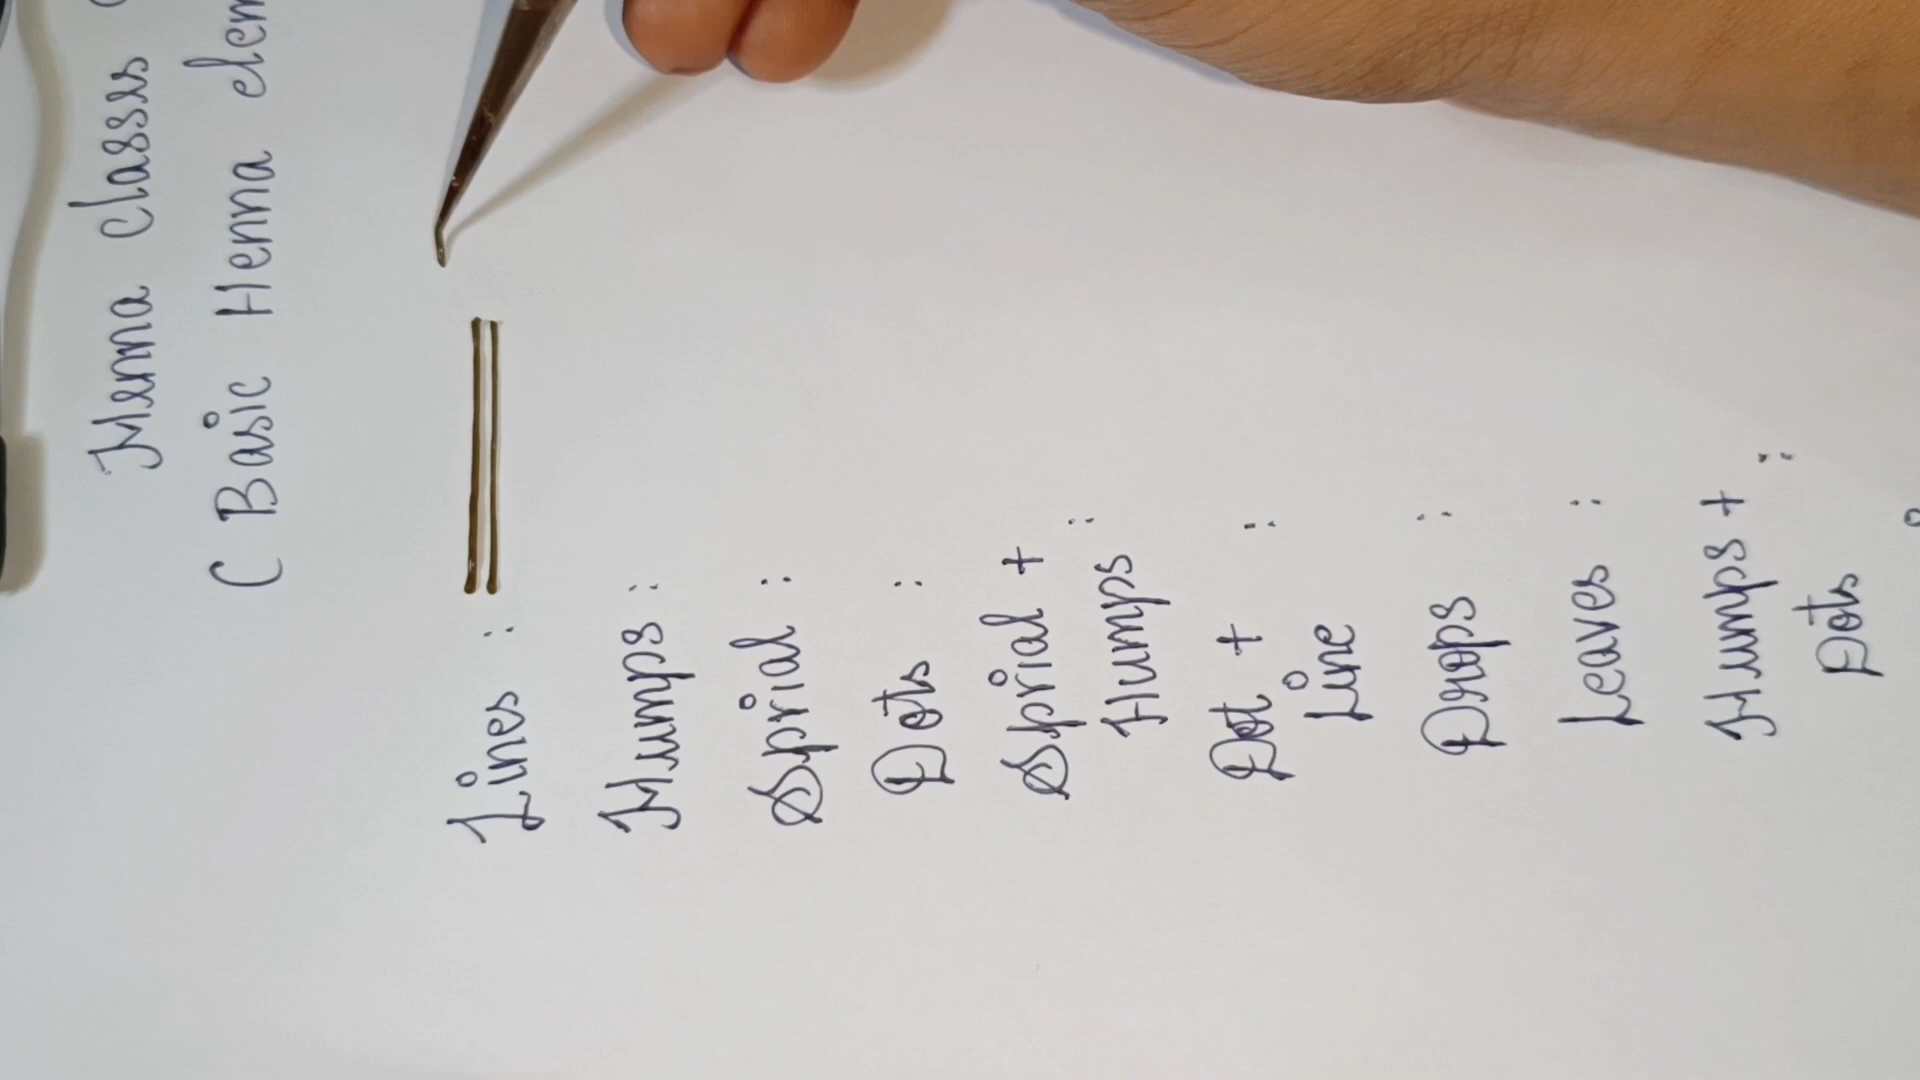 Henna classes
( Basic Henna elem
Lines :
Humps :
Sprial :
Dots :
Sprial +
Humps :
Dot + :
Line
Drops :
Leaves :
Humps + :
Dots